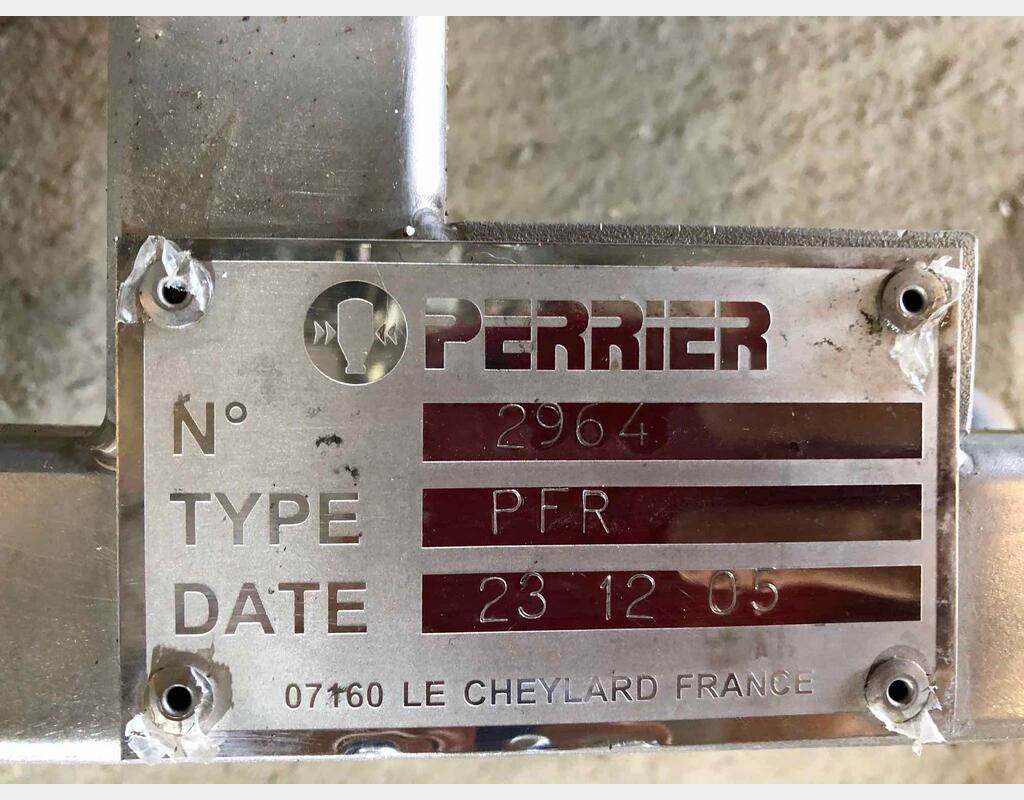 PERRIER
N° 2964
TYPE PFR
DATE 23 12 05
07160 LE CHEYLARD FRANCE